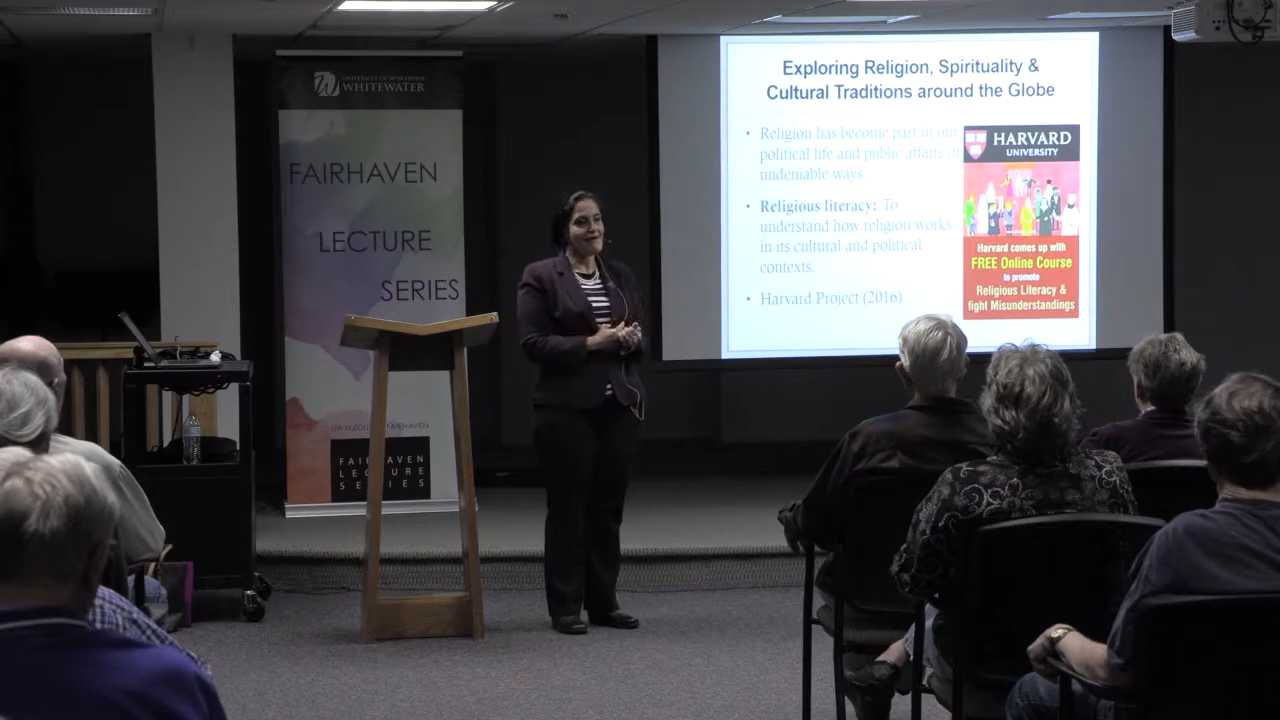 UNIVERSITY OF WISCONSIN
WHITEWATER
FAIRHAVEN
LECTURE
SERIES
FAIRHAVEN
LECTURE
SERIES
Exploring Religion, Spirituality &
Cultural Traditions around the Globe
• Religion has become part in our
political life and public affairs in
undeniable ways.
• Religious literacy: To
understand how religion works
in its cultural and political
contexts.
• Harvard Project (2016)
HARVARD
UNIVERSITY
Harvard comes up with
FREE Online Course
to promote
Religious Literacy &
fight Misunderstandings